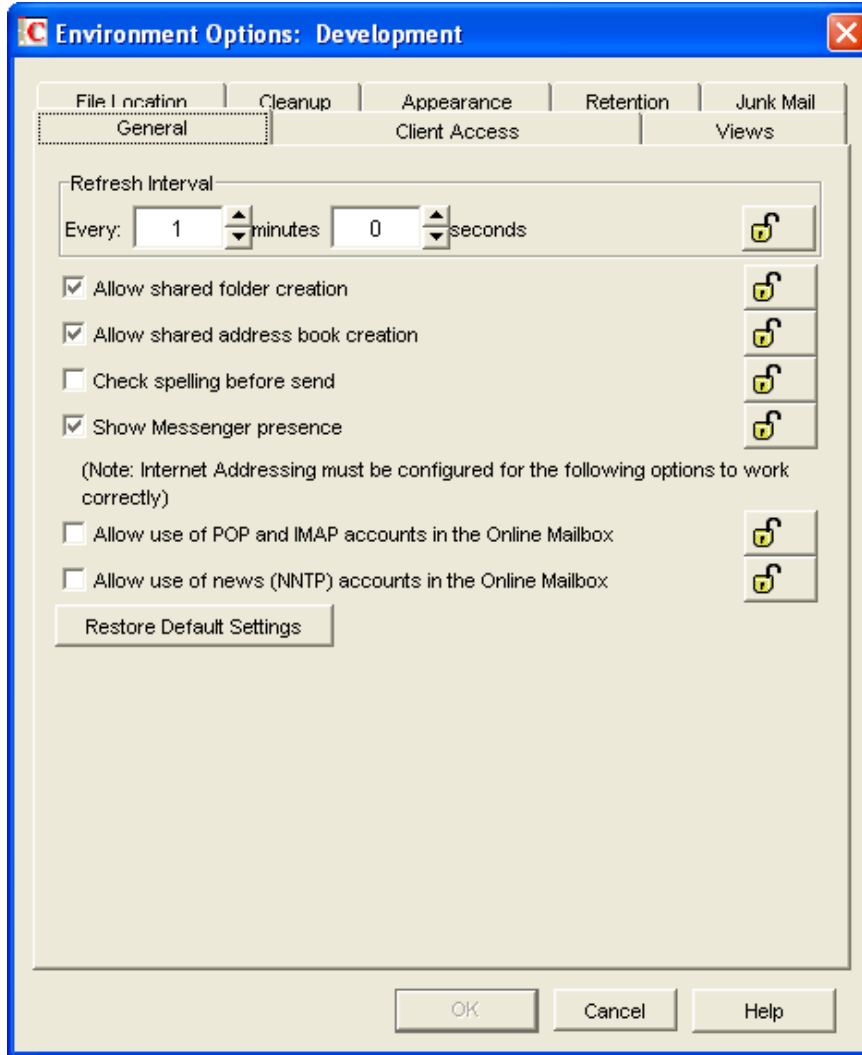 C Environment Options: Development
File Location Cleanup Appearance Retention Junk Mail
General Client Access Views
Refresh Interval
Every: 1 minutes 0 seconds
Allow shared folder creation
Allow shared address book creation
Check spelling before send
Show Messenger presence
(Note: Internet Addressing must be configured for the following options to work
correctly)
Allow use of POP and IMAP accounts in the Online Mailbox
Allow use of news (NNTP) accounts in the Online Mailbox
Restore Default Settings
OK Cancel Help